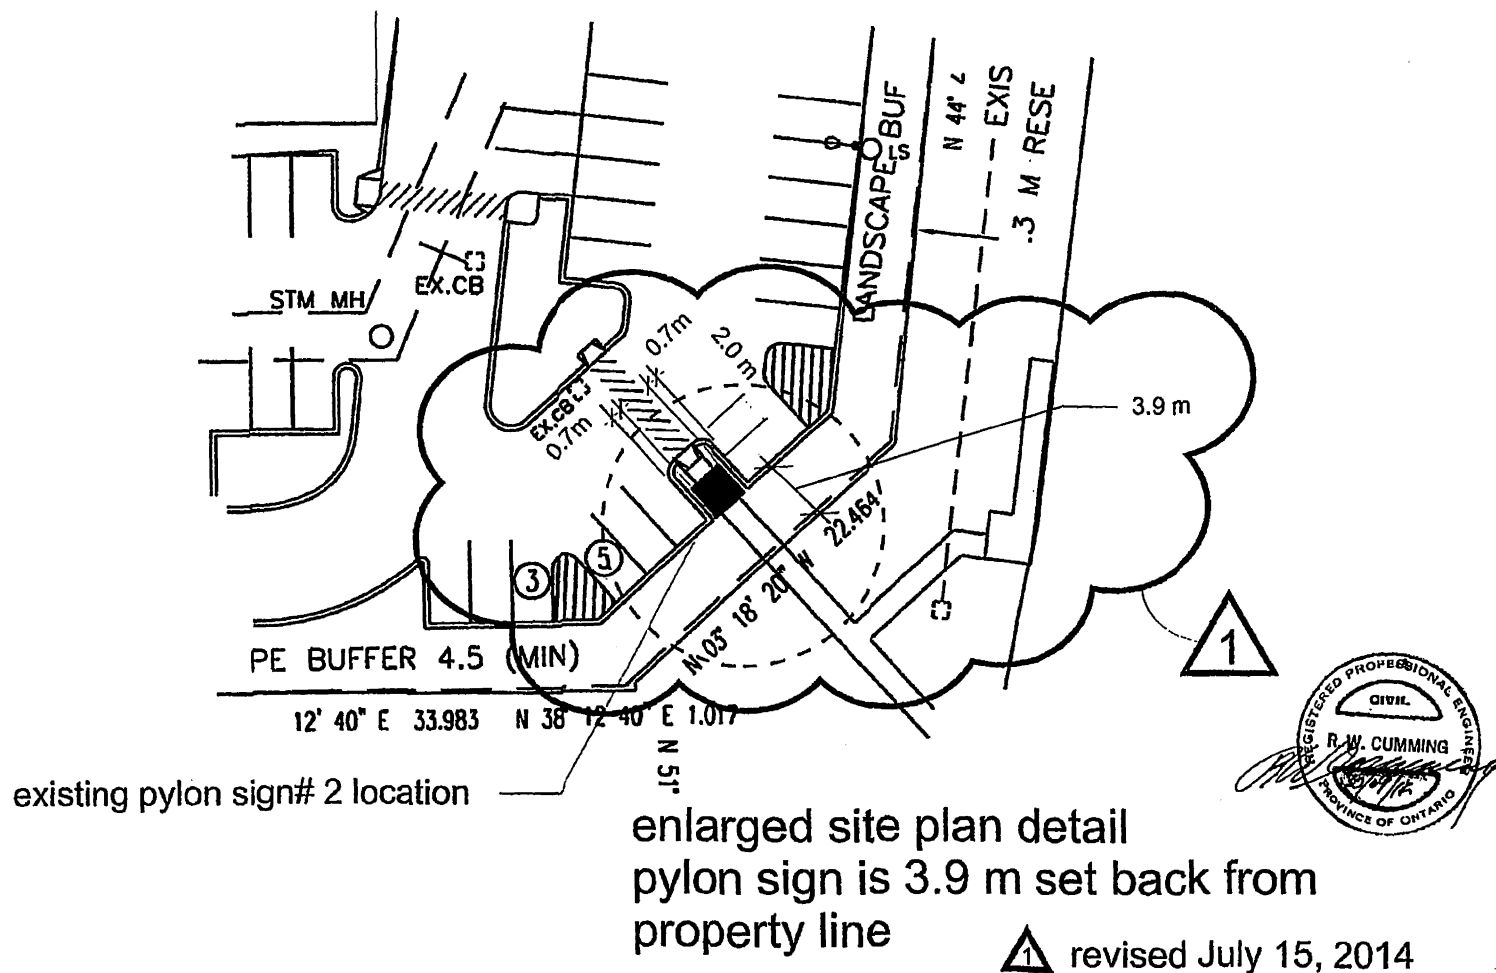 LANDSCAPE BUF
N 44°
EXIS
.3 M RESE
LS
EX.CB
STM MH
0.7m
2.0 m
EX.CB
0.7m
3.9 m
22.464
N 03° 18' 20" W
5
3
PE BUFFER 4.5 (MIN)
12' 40" E 33.983 N 38° 12' 40" E 1.017
N 51°
1
existing pylon sign# 2 location
REGISTERED PROFESSIONAL ENGINEER
CIVIL
R. W. CUMMING
PROVINCE OF ONTARIO
enlarged site plan detail
pylon sign is 3.9 m set back from
property line
1 revised July 15, 2014